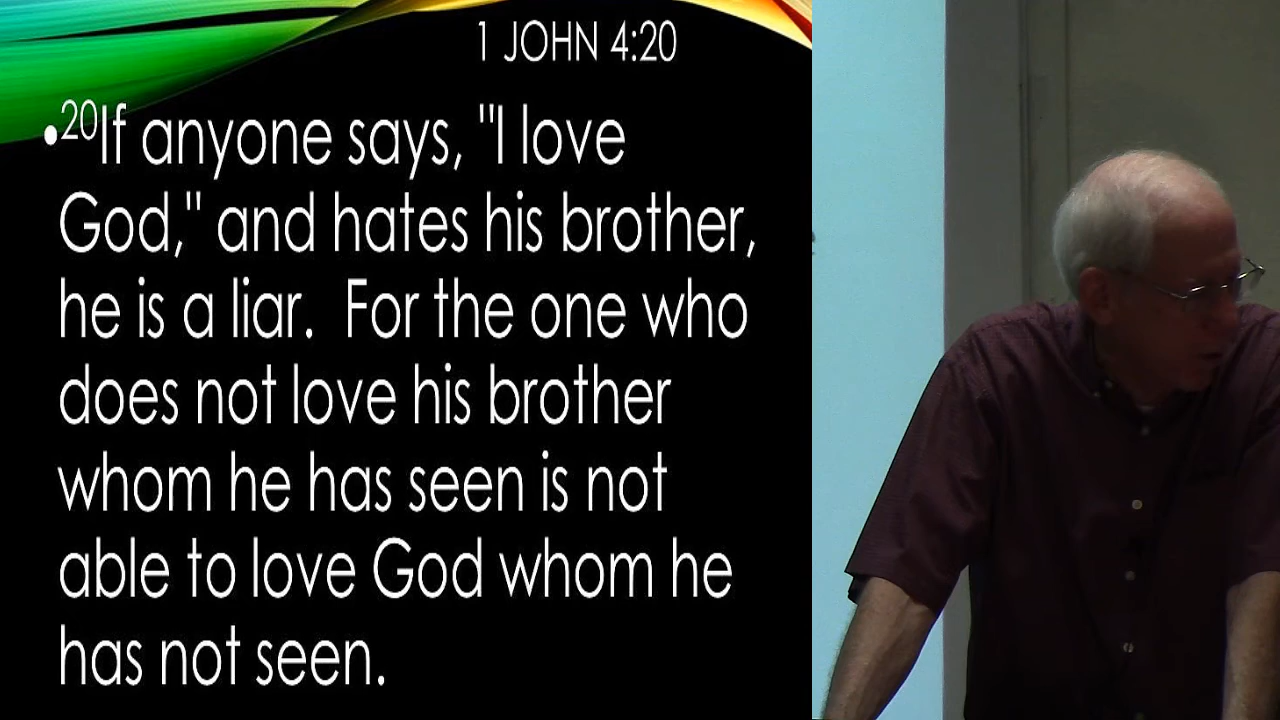 1 JOHN 4:20
•20If anyone says, "I love
God," and hates his brother,
he is a liar.  For the one who
does not love his brother
whom he has seen is not
able to love God whom he
has not seen.